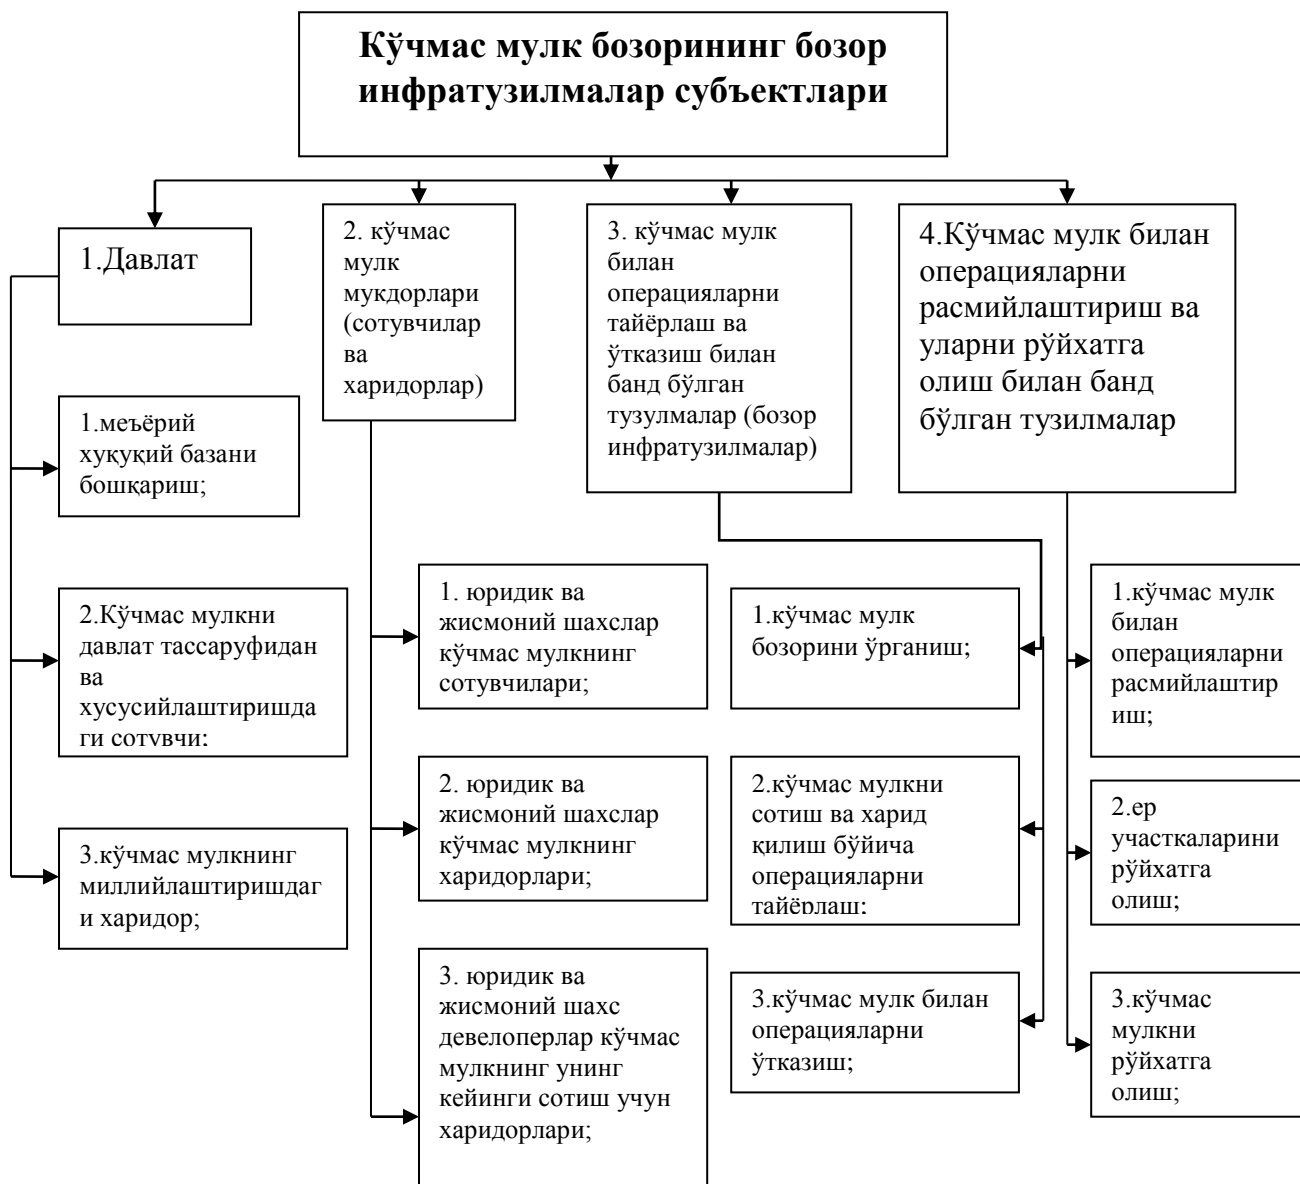 Кўчмас мулк бозорининг бозор
инфратузилмалар субъектлари
1.Давлат
2. кўчмас
мулк
мукдорлари
(сотувчилар
ва
харидорлар)
3. кўчмас мулк
билан
операцияларни
тайёрлаш ва
ўтказиш билан
банд бўлган
тузулмалар (бозор
инфратузилмалар)
4.Кўчмас мулк билан
операцияларни
расмийлаштириш ва
уларни рўйхатга
олиш билан банд
бўлган тузилмалар
1.меъёрий
хуқуқий базани
бошқариш;
2.Кўчмас мулкни
давлат тассаруфидан
ва
хусусийлаштиришда
ги сотувчи;
3.кўчмас мулкнинг
миллийлаштиришдаг
и харидор;
1. юридик ва
жисмоний шахслар
кўчмас мулкнинг
сотувчилари;
2. юридик ва
жисмоний шахслар
кўчмас мулкнинг
харидорлари;
3. юридик ва
жисмоний шахс
девелоперлар кўчмас
мулкнинг унинг
кейинги сотиш учун
харидорлари;
1.кўчмас мулк
бозорини ўрганиш;
2.кўчмас мулкни
сотиш ва харид
қилиш бўйича
операцияларни
тайёрлаш;
3.кўчмас мулк билан
операцияларни
ўтказиш;
1.кўчмас мулк
билан
операцияларни
расмийлаштир
иш;
2.ер
участкаларини
рўйхатга
олиш;
3.кўчмас
мулкни
рўйхатга
олиш;